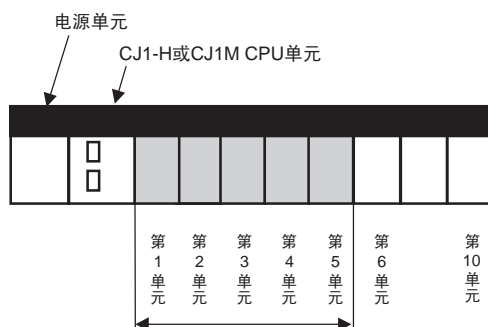 电源单元
CJ1-H或CJ1M CPU单元
第1单元
第2单元
第3单元
第4单元
第5单元
第6单元
第10单元